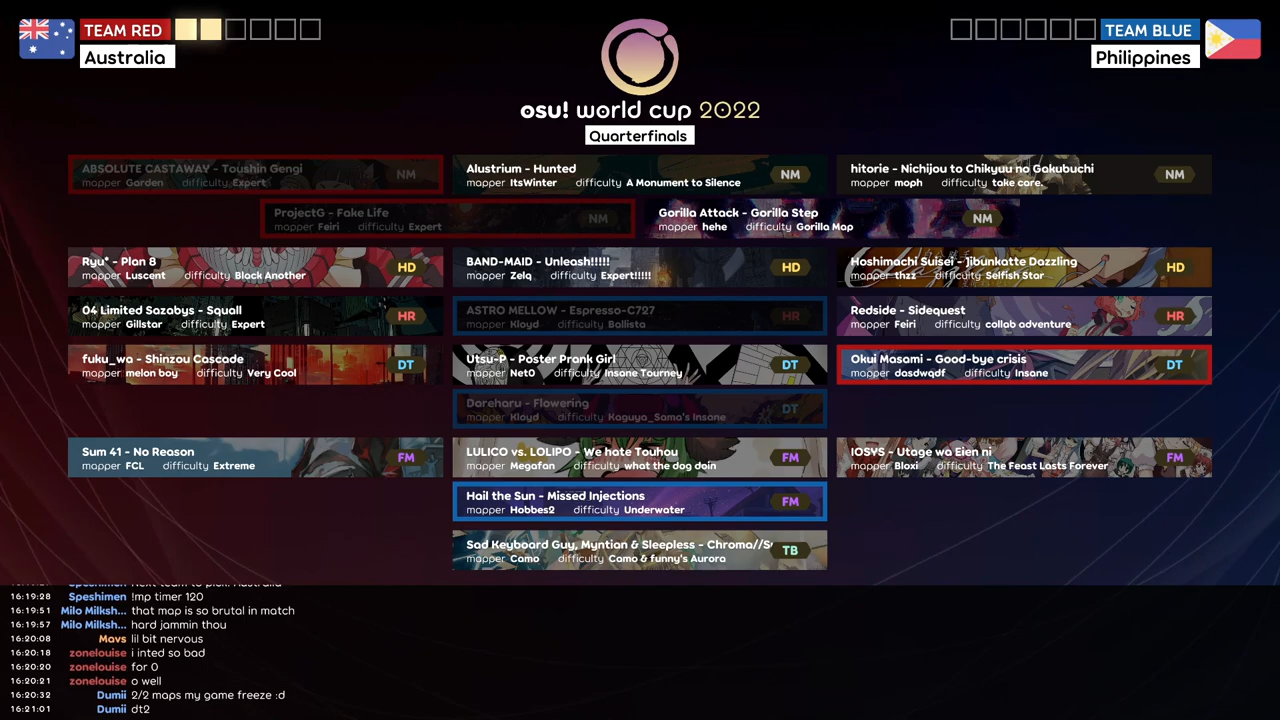 TEAM RED
Australia
TEAM BLUE
Philippines
osu! world cup 2022
Quarterfinals
ABSOLUTE CASTAWAY - Toushin Gengi
mapper Garden difficulty Expert
NM
Alustrium - Hunted
mapper ItsWinter difficulty A Monument to Silence
NM
hitorie - Nichijou to Chikyuu no Gakubuchi
mapper moph difficulty take care.
NM
ProjectG - Fake Life
mapper Feiri difficulty Expert
NM
Gorilla Attack - Gorilla Step
mapper hehe difficulty Gorilla Map
NM
Ryu* - Plan 8
mapper Luscent difficulty Black Another
HD
BAND-MAID - Unleash!!!!!
mapper Zelq difficulty Expert!!!!!
HD
Hoshimachi Suisei - Jibunkatte Dazzling
mapper thzz difficulty Selfish Star
HD
04 Limited Sazabys - Squall
mapper Gillstar difficulty Expert
HR
ASTRO MELLOW - Espresso-C727
mapper Kloyd difficulty Ballista
HR
Redside - Sidequest
mapper Feiri difficulty collab adventure
HR
fuku_wa - Shinzou Cascade
mapper melon boy difficulty Very Cool
DT
Utsu-P - Poster Prank Girl
mapper Net0 difficulty Insane Tourney
DT
Okui Masami - Good-bye crisis
mapper dasdwqdf difficulty Insane
DT
Dareharu - Flowering
mapper Kloyd difficulty Kaguya_Sama's Insane
DT
Sum 41 - No Reason
mapper FCL difficulty Extreme
FM
LULICO vs. LOLIPO - We hate Touhou
mapper Megafan difficulty what the dog doin
FM
IOSYS - Utage wa Eien ni
mapper Bloxi difficulty The Feast Lasts Forever
FM
Hail the Sun - Missed Injections
mapper Hobbes2 difficulty Underwater
FM
Sad Keyboard Guy, Myntian & Sleepless - Chroma//S
mapper Camo difficulty Camo & funny's Aurora
TB
Speshimen Next team to pick: Australia
16:19:28 Speshimen !mp timer 120
16:19:51 Milo Milksh... that map is so brutal in match
16:19:57 Milo Milksh... hard jammin thou
16:20:08 Mavs lil bit nervous
16:20:18 zonelouise i inted so bad
16:20:20 zonelouise for 0
16:20:21 zonelouise o well
16:20:32 Dumii 2/2 maps my game freeze :d
16:21:01 Dumii dt2